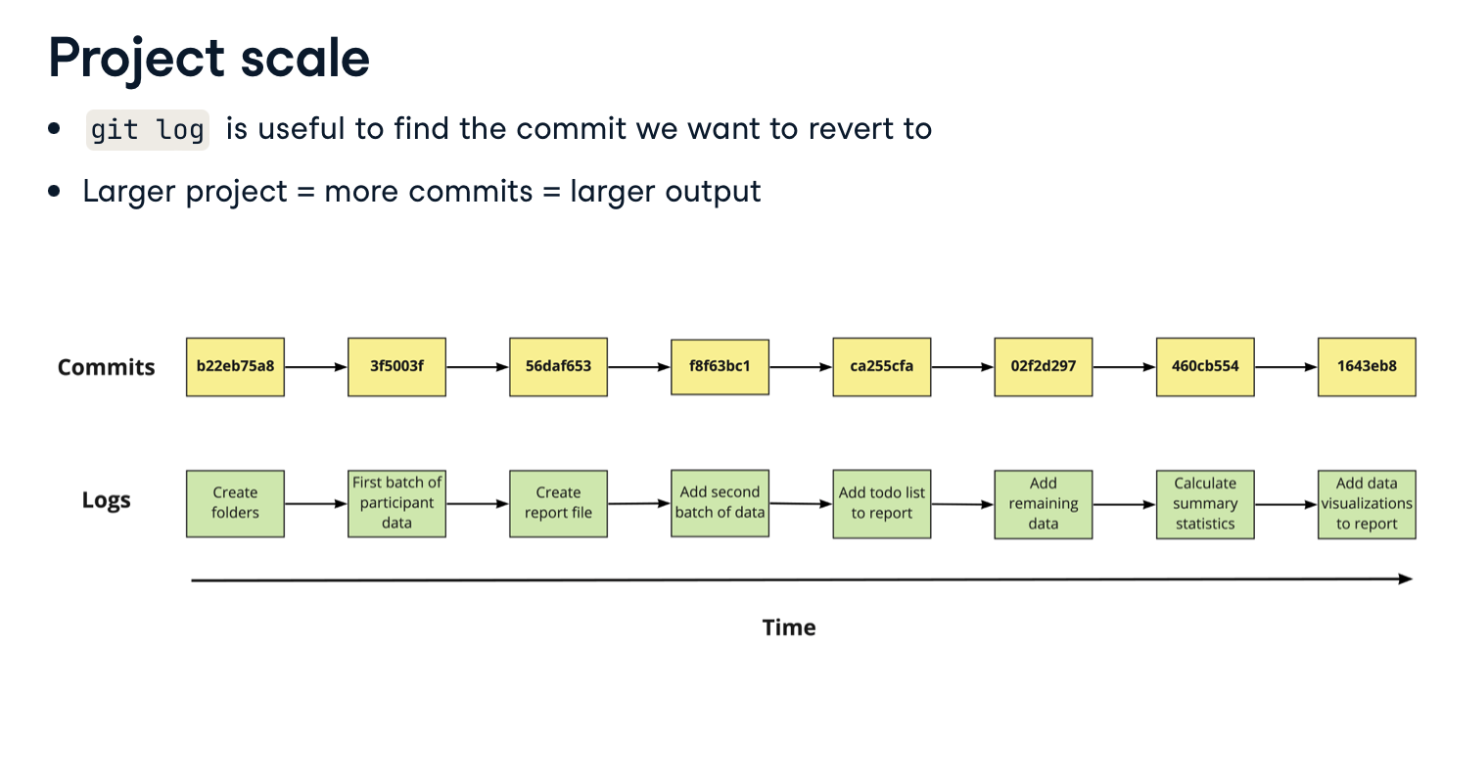 Project scale
• git log is useful to find the commit we want to revert to
• Larger project = more commits = larger output
Commits
b22eb75a8
3f5003f
56daf653
f8f63bc1
ca255cfa
02f2d297
460cb554
1643eb8
Logs
Create
folders
First batch of
participant
data
Create
report file
Add second
batch of data
Add todo list
to report
Add
remaining
data
Calculate
summary
statistics
Add data
visualizations
to report
Time